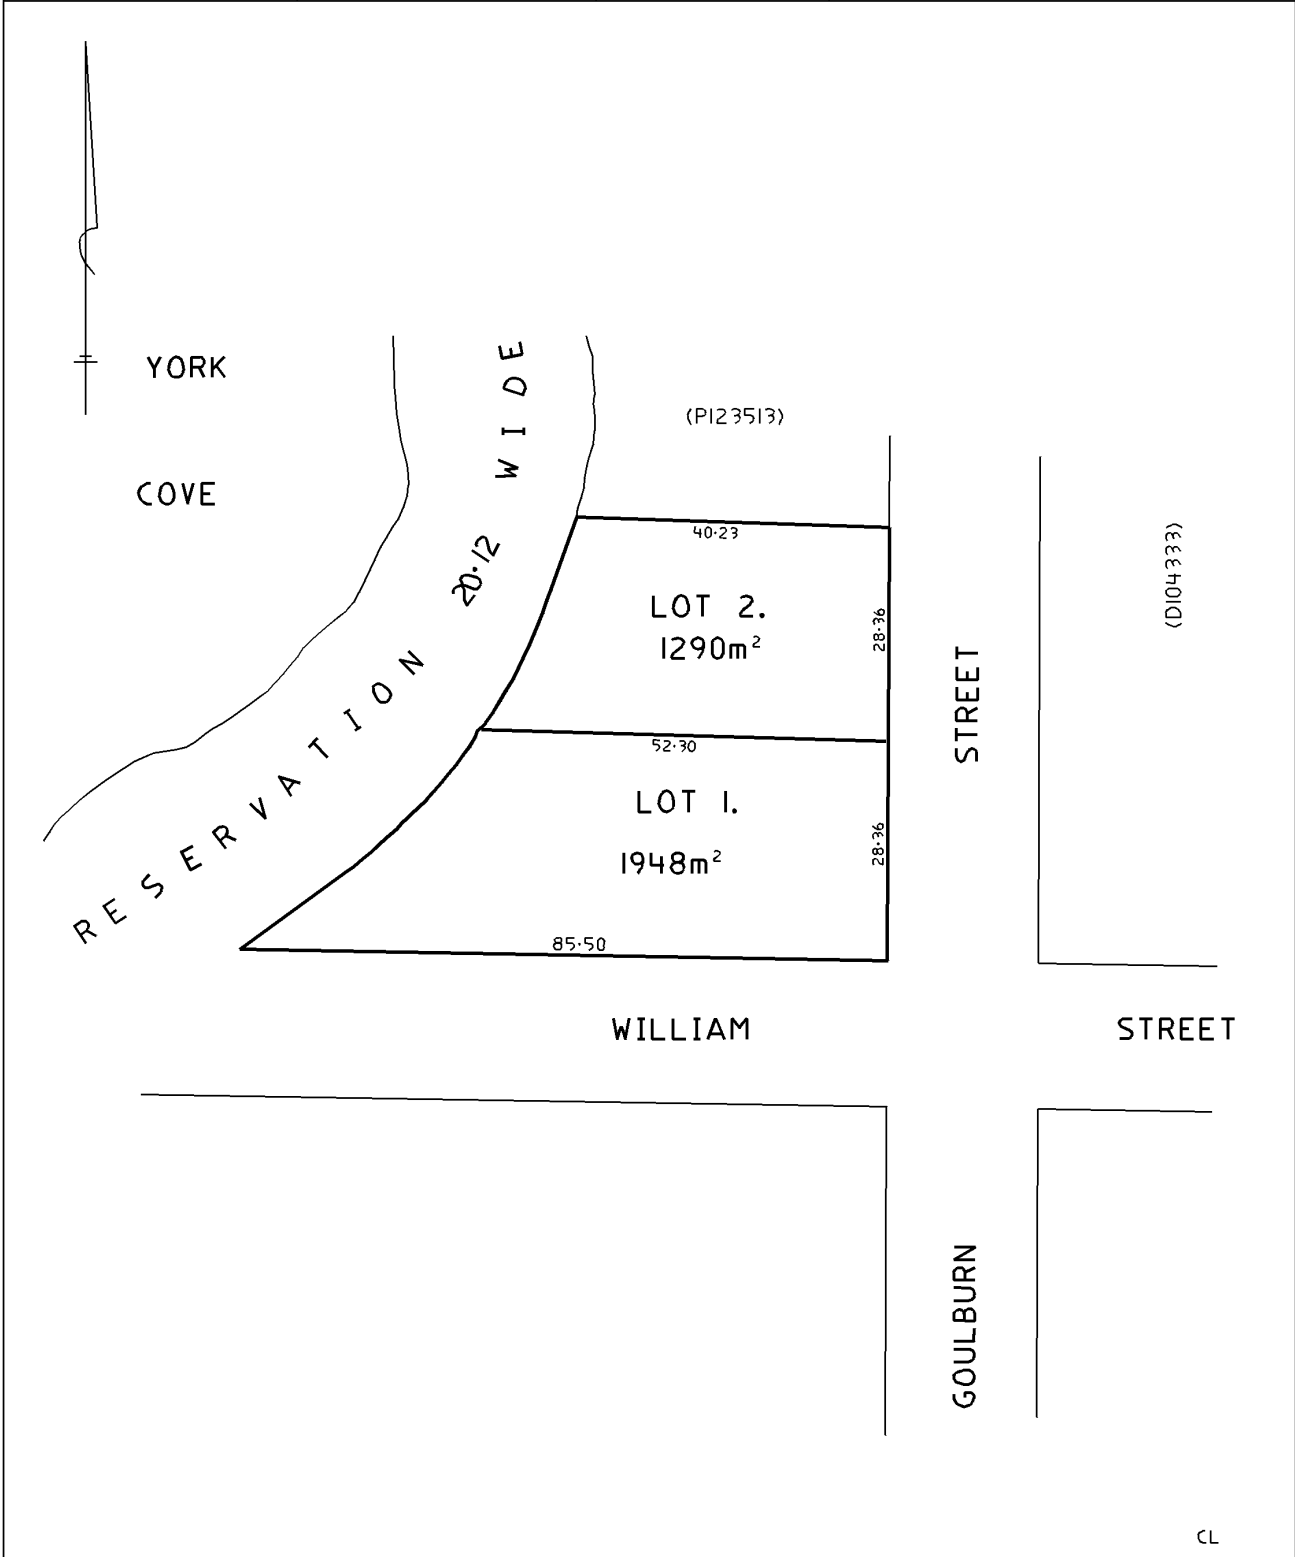 YORK
COVE
RESERVATION 20·12 WIDE
(P123513)
40·23
LOT 2.
1290m²
28·36
52·30
LOT 1.
1948m²
28·36
85·50
STREET
(D104333)
WILLIAM STREET
GOULBURN
CL